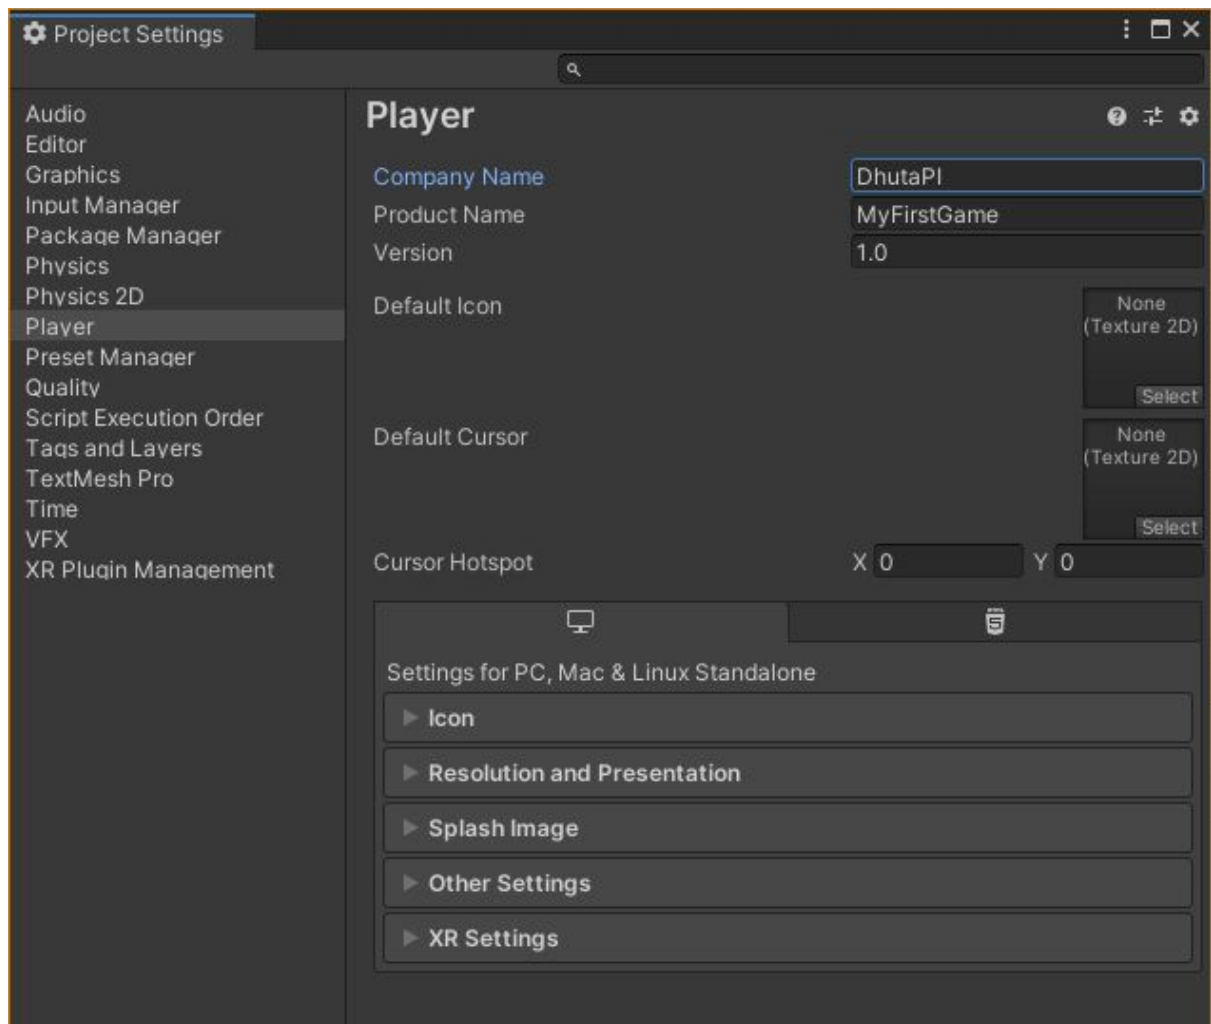 Project Settings
Audio
Editor
Graphics
Input Manager
Package Manager
Physics
Physics 2D
Player
Preset Manager
Quality
Script Execution Order
Tags and Layers
TextMesh Pro
Time
VFX
XR Plugin Management
Player
Company Name DhutaPI
Product Name MyFirstGame
Version 1.0
Default Icon
None
(Texture 2D)
Select
Default Cursor
None
(Texture 2D)
Select
Cursor Hotspot X 0 Y 0
5
Settings for PC, Mac & Linux Standalone
Icon
Resolution and Presentation
Splash Image
Other Settings
XR Settings